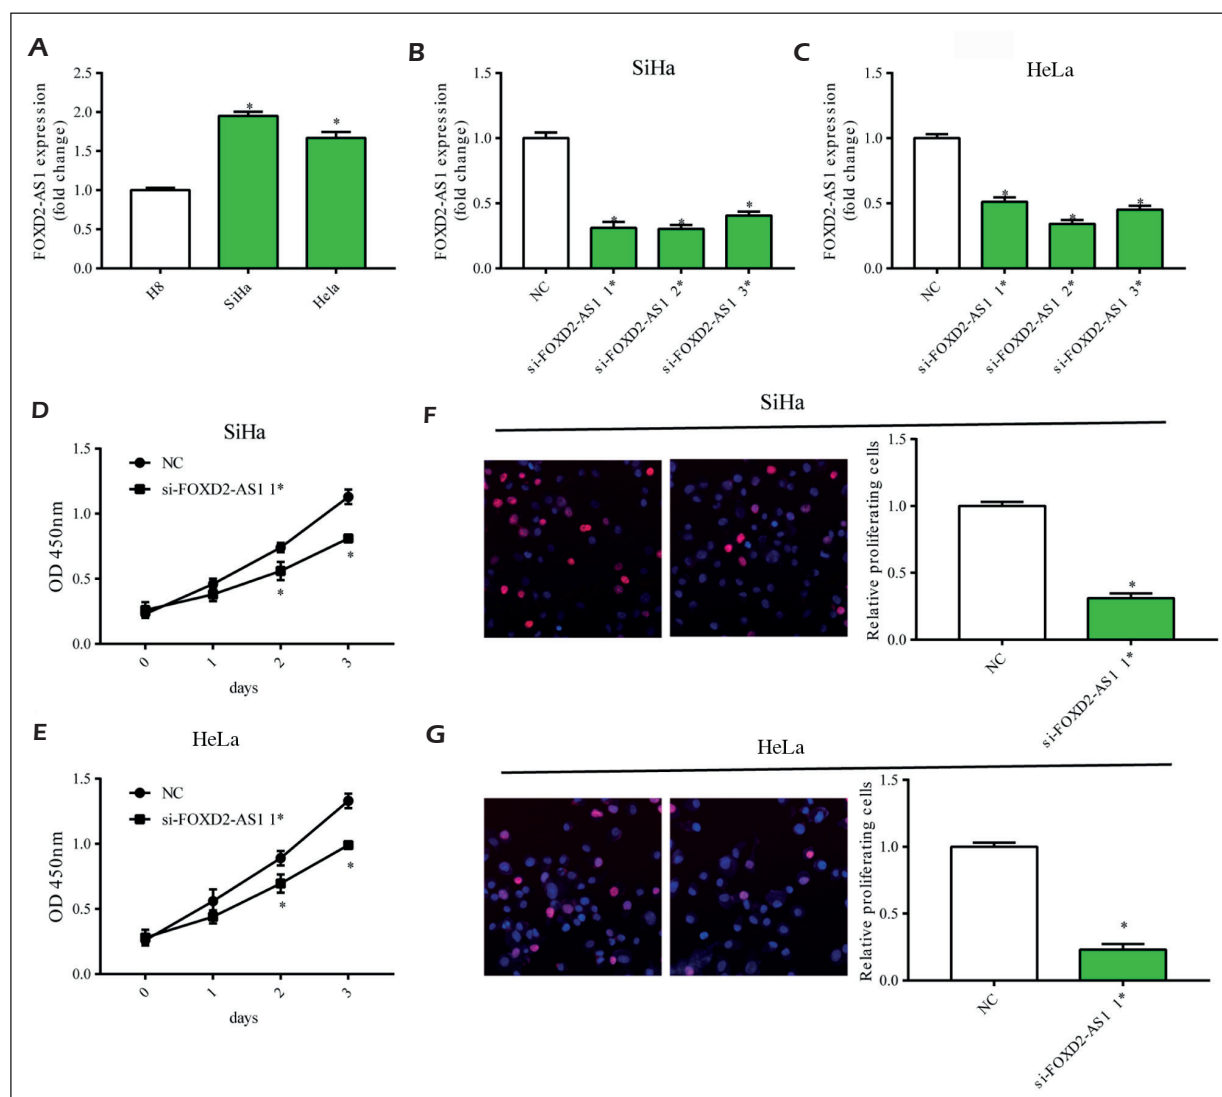 A
FOXD2-AS1 expression
(fold change)
2.5
2.0
1.5
1.0
0.5
0.0
*
*
H8
SiHa
Hela
B
SiHa
FOXD2-AS1 expression
(fold change)
1.5
1.0
0.5
0.0
*
*
*
NC
si-FOXD2-AS1 1*
si-FOXD2-AS1 2*
si-FOXD2-AS1 3*
C
HeLa
FOXD2-AS1 expression
(fold change)
1.5
1.0
0.5
0.0
*
*
*
NC
si-FOXD2-AS1 1*
si-FOXD2-AS1 2*
si-FOXD2-AS1 3*
D
SiHa
OD 450nm
1.5
1.0
0.5
0.0
NC
si-FOXD2-AS1 1*
*
*
0
1
2
3
days
F
SiHa
Relative proliferating cells
1.5
1.0
0.5
0.0
*
NC
si-FOXD2-AS1 1*
E
HeLa
OD 450nm
1.5
1.0
0.5
0.0
NC
si-FOXD2-AS1 1*
*
*
0
1
2
3
days
G
HeLa
Relative proliferating cells
1.5
1.0
0.5
0.0
*
NC
si-FOXD2-AS1 1*